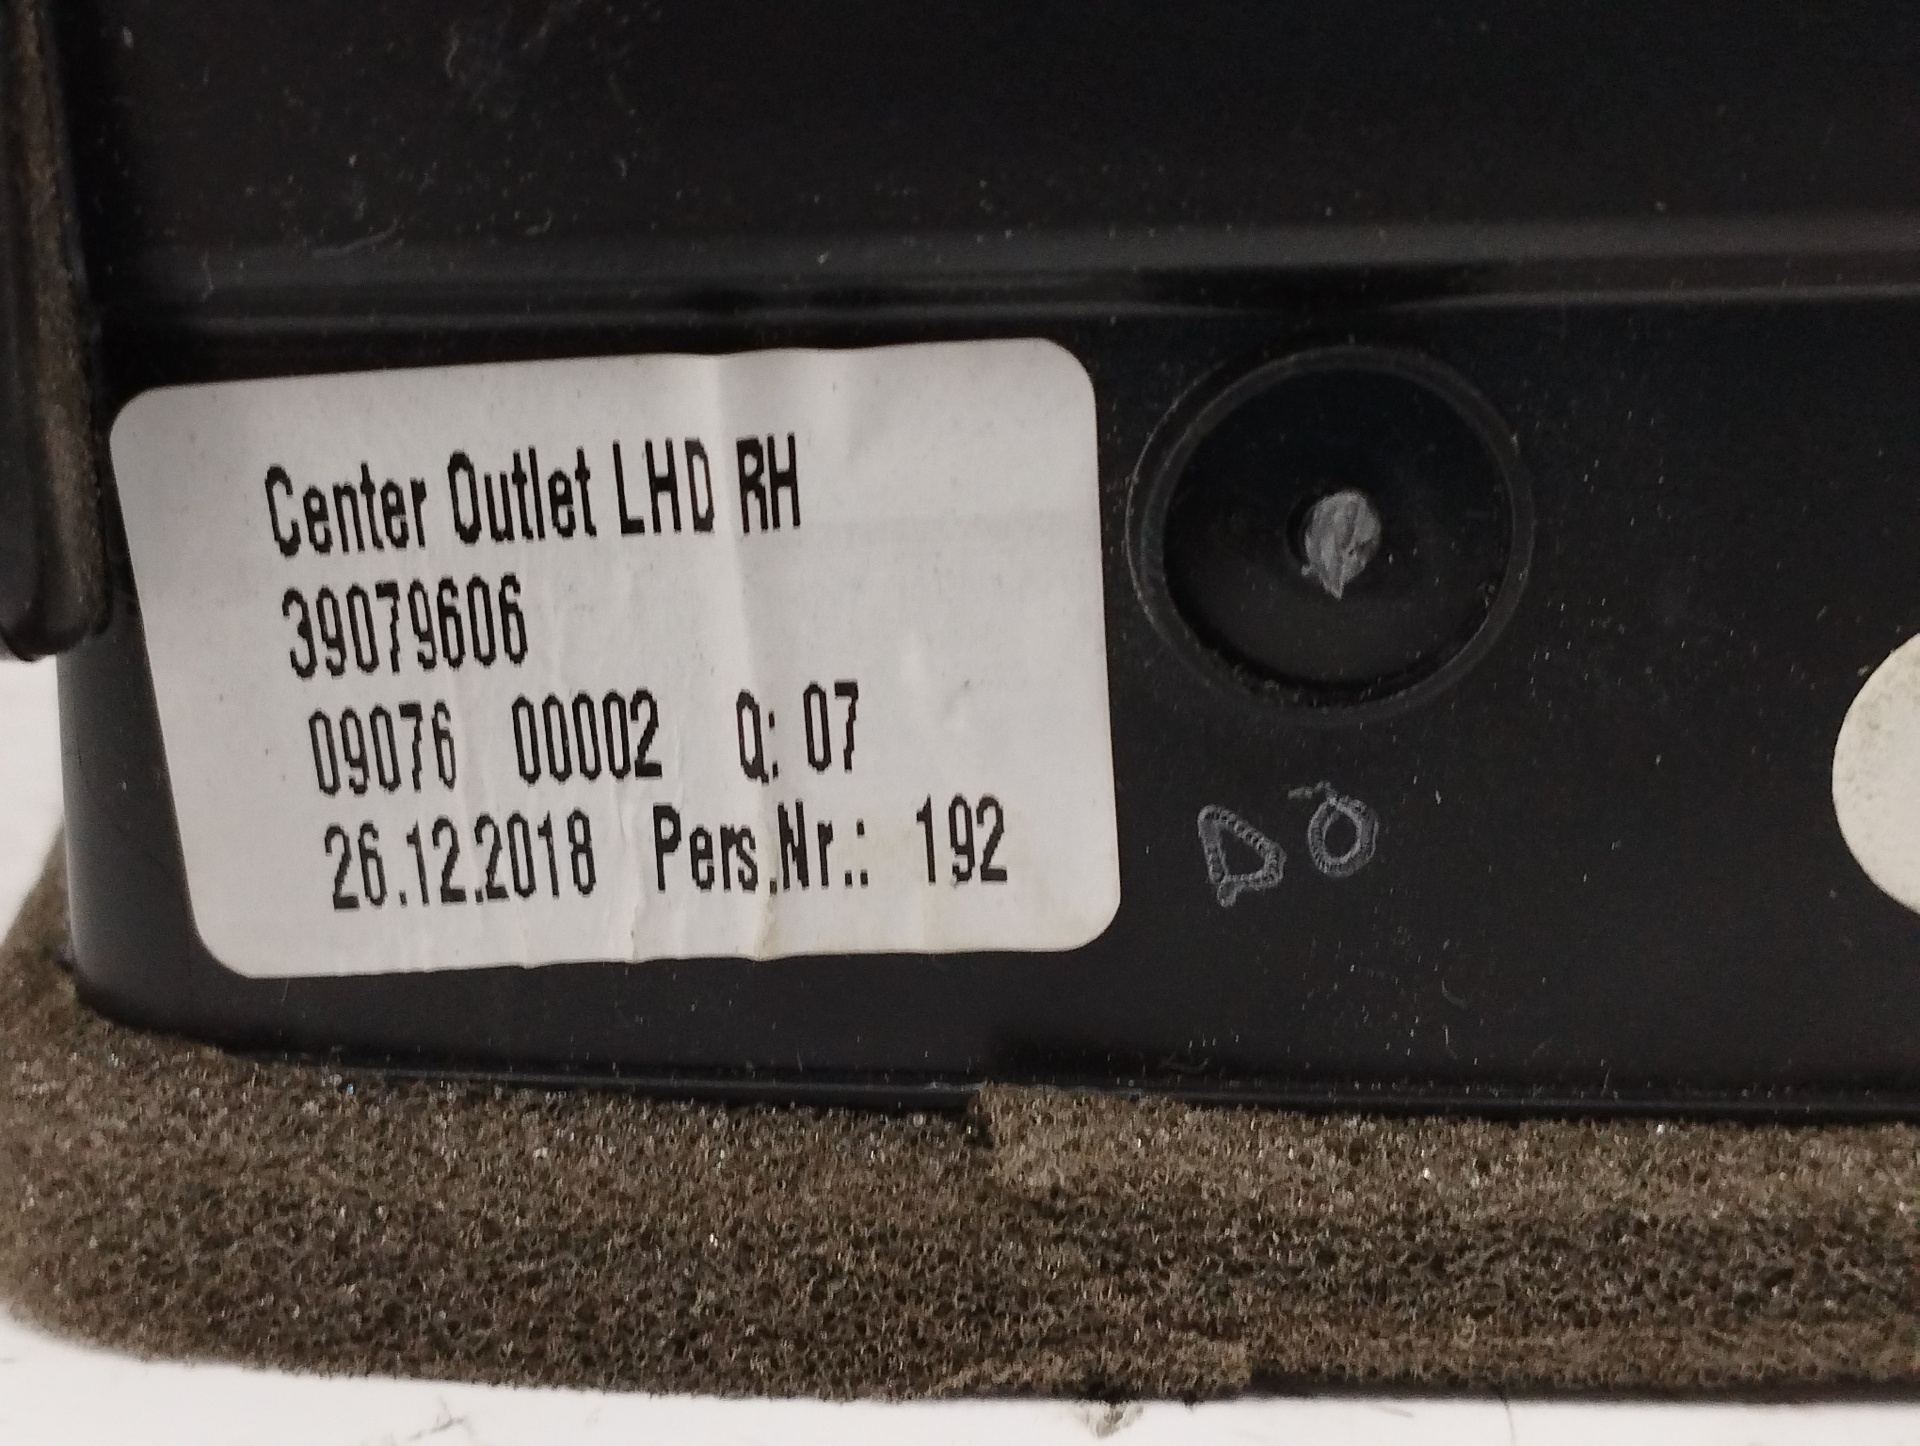 Center Outlet LHD RH
39079606
09076 00002 Q: 07
26.12.2018 Pers.Nr.: 192